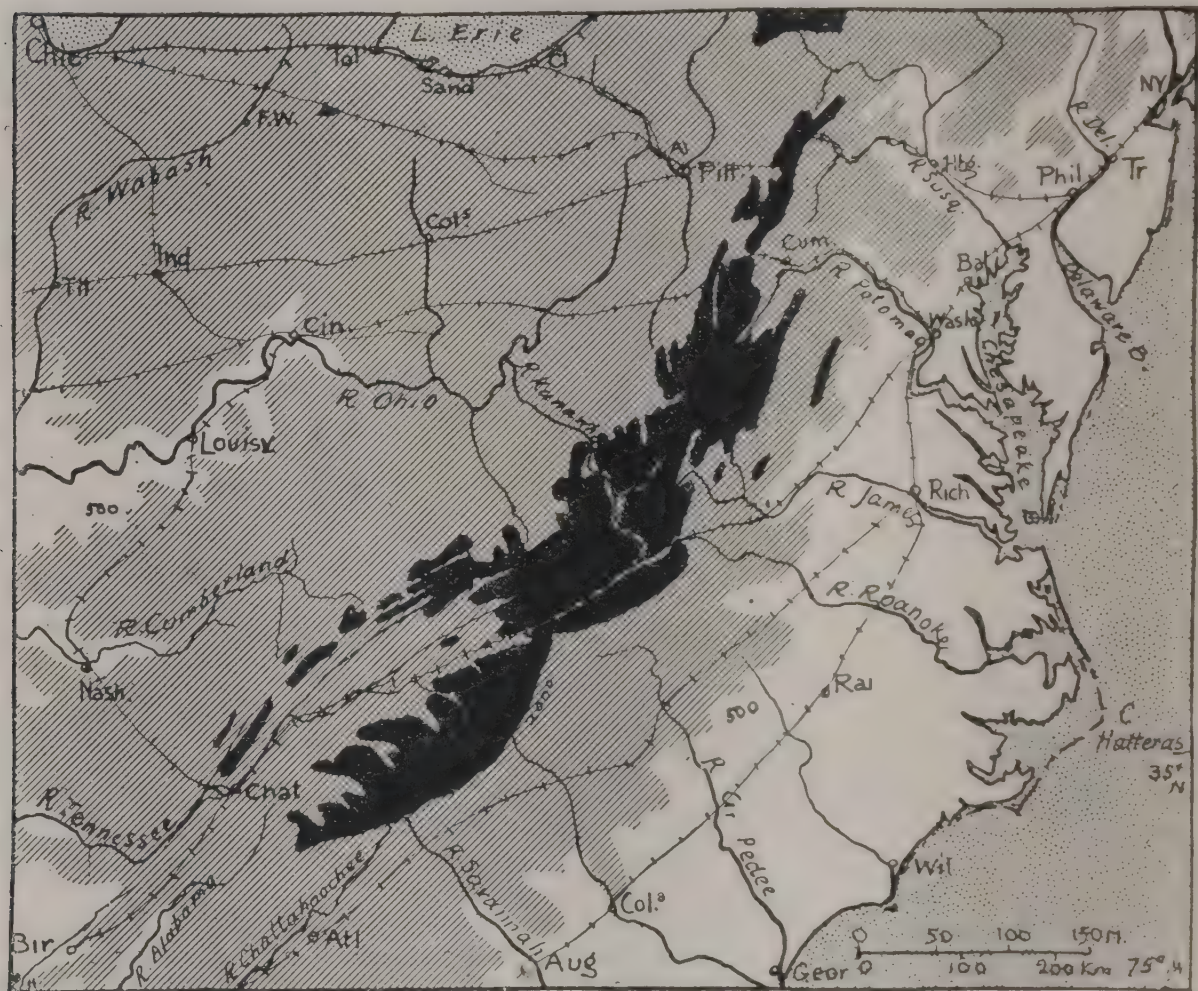 L. Erie
Chic
Tol
Sand
Cl
NY
F.W.
R. Del.
R Wabash
Al
Pitt.
Hbg
Phil
Tr
R Susq.
Col.s
Cum.
Ind
Balt
TH
R Potomac
Delaware B.
Cin.
Wash
R Kanaw
Chesapeake
R Ohio
Louisv.
Rich
500
R. James
R. Cumberland
R. Roanoke
Nash
2000
500
Ral
C
Hatteras
35°
N
Chat
R Tennessee
R Gr Pedee
Wil
R. Savannah
R. Chattahoochee
R Alabama
Col.a
Bir
Atl
Aug
Geor
0 50 100 150 M.
0 100 200 Km 75° W